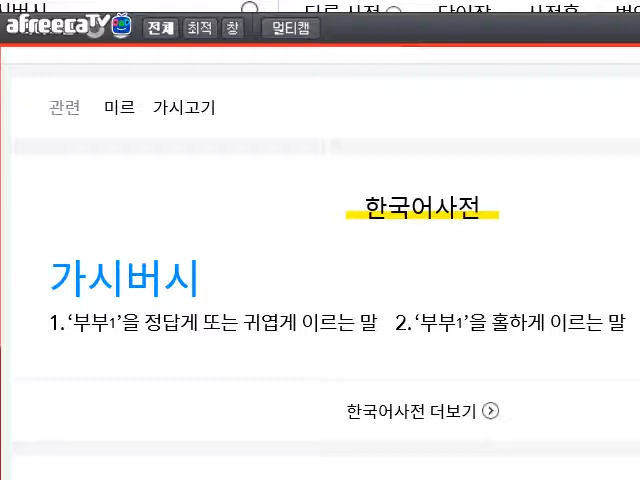 afreecaTV 전체 최적 창 멀티캠
관련 미르 가시고기
한국어사전
가시버시
1.‘부부1’을 정답게 또는 귀엽게 이르는 말 2.‘부부1’을 홀하게 이르는 말
한국어사전 더보기